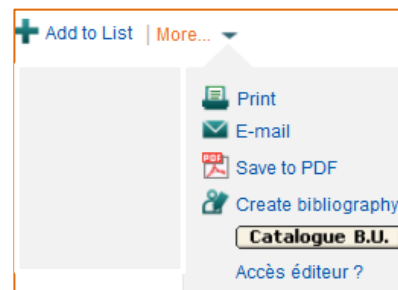 Add to List | More...
Print
E-mail
PDF
Save to PDF
Create bibliography
Catalogue B.U.
Accès éditeur ?